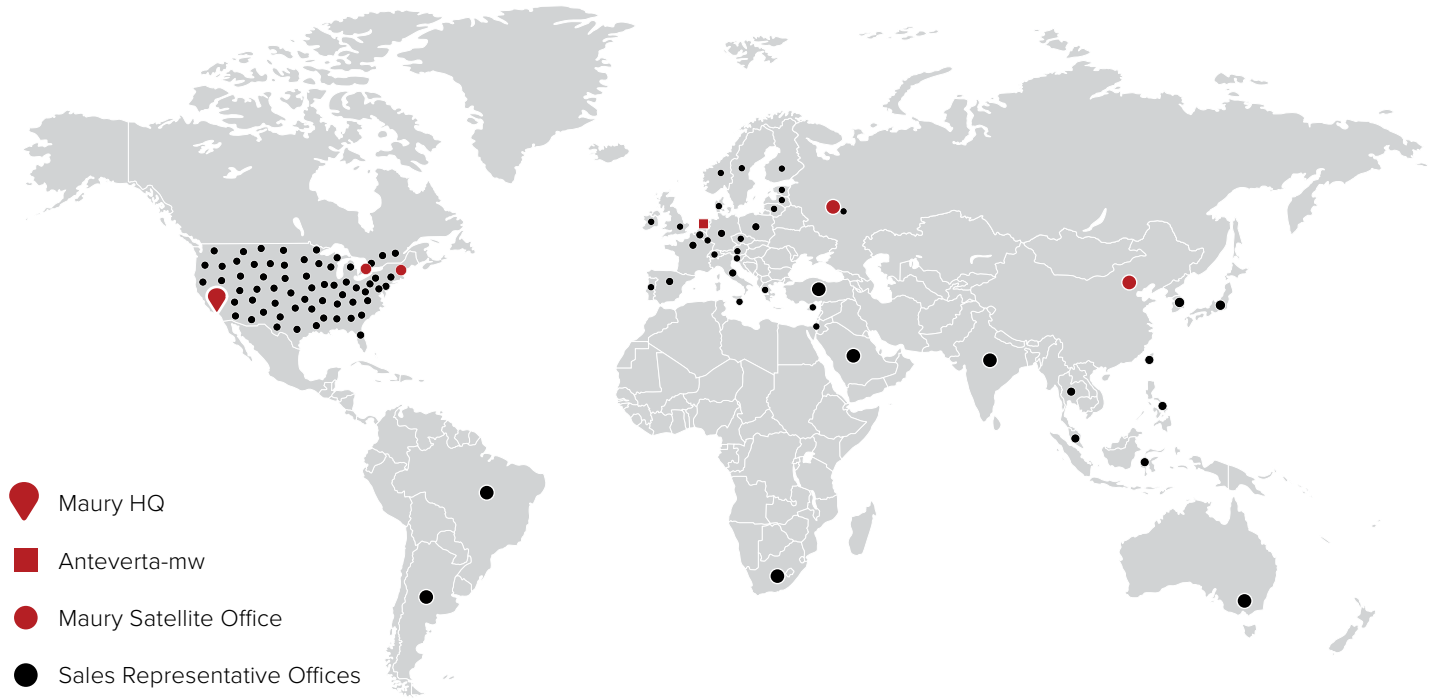 Maury HQ
Anteverta-mw
Maury Satellite Office
Sales Representative Offices